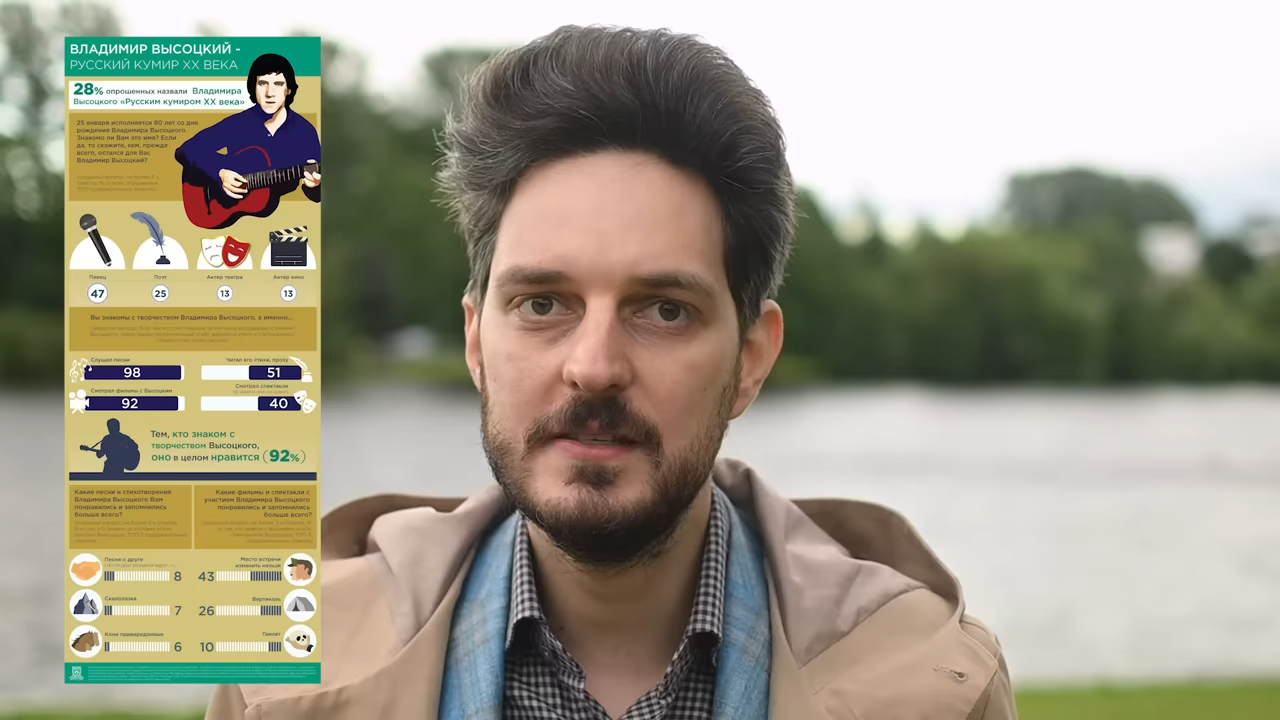 ВЛАДИМИР ВЫСОЦКИЙ -
РУССКИЙ КУМИР XX ВЕКА
28% опрошенных назвали Владимира
Высоцкого «Русским кумиром XX века»
25 января исполняется 80 лет со дня
рождения Владимира Высоцкого.
Знакомо ли Вам это имя? Если
да, то скажите, кем, прежде
всего, остался для Вас
Владимир Высоцкий?
Певец
Поэт
Актер театра
Актер кино
47
25
13
13
Вы знакомы с творчеством Владимира Высоцкого, а именно...
Слушал песни
98
Читал его стихи, прозу
51
Смотрел фильмы с Высоцким
92
Смотрел спектакли
40
Тем, кто знаком с
творчеством Высоцкого,
оно в целом нравится (92%)
Какие песни и стихотворения
Владимира Высоцкого Вам
понравились и запомнились
больше всего?
Какие фильмы и спектакли с
участием Владимира Высоцкого
понравились и запомнились
больше всего?
Песня о друге
8
Место встречи
изменить нельзя
43
Скалолазка
7
Вертикаль
26
Кони привередливые
6
Гамлет
10